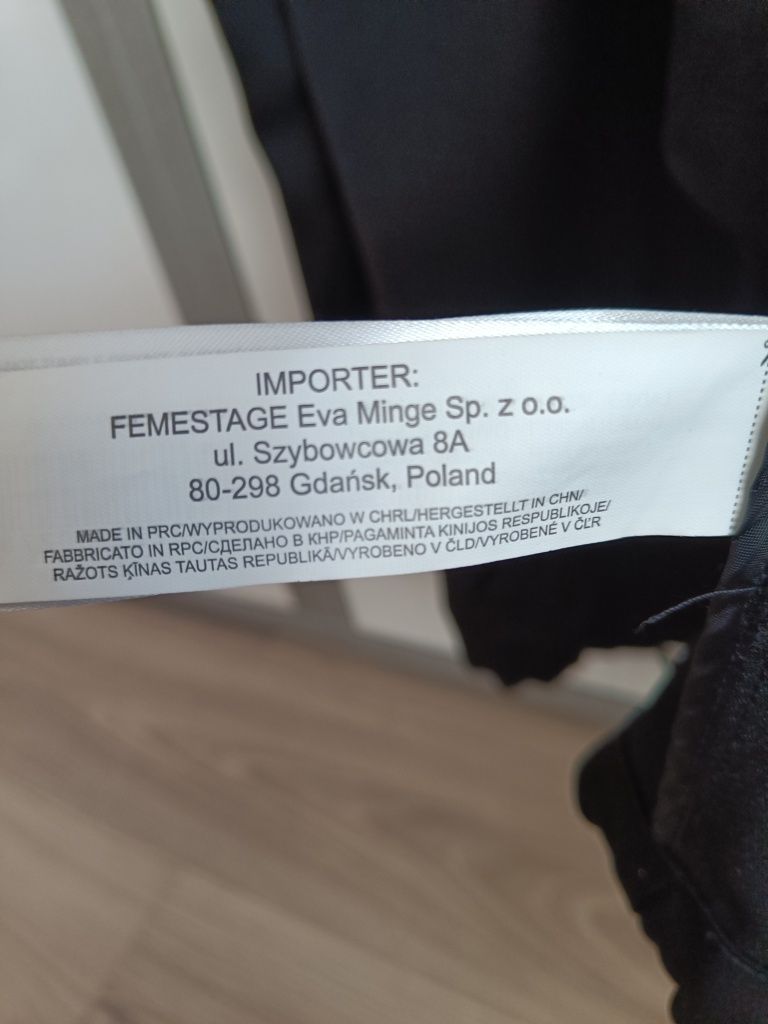 IMPORTER:
FEMESTAGE Eva Minge Sp. z o.o.
ul. Szybowcowa 8A
80-298 Gdańsk, Poland
MADE IN PRC/WYPRODUKOWANO W CHRL/HERGESTELLT IN CHN/
FABBRICATO IN RPC/СДЕЛАНО В КНР/PAGAMINTA KINIJOS RESPUBLIKOJE/
RAŽOTS ĶĪNAS TAUTAS REPUBLIKĀ/VYROBENO V ČLD/VYROBENÉ V ČĽR